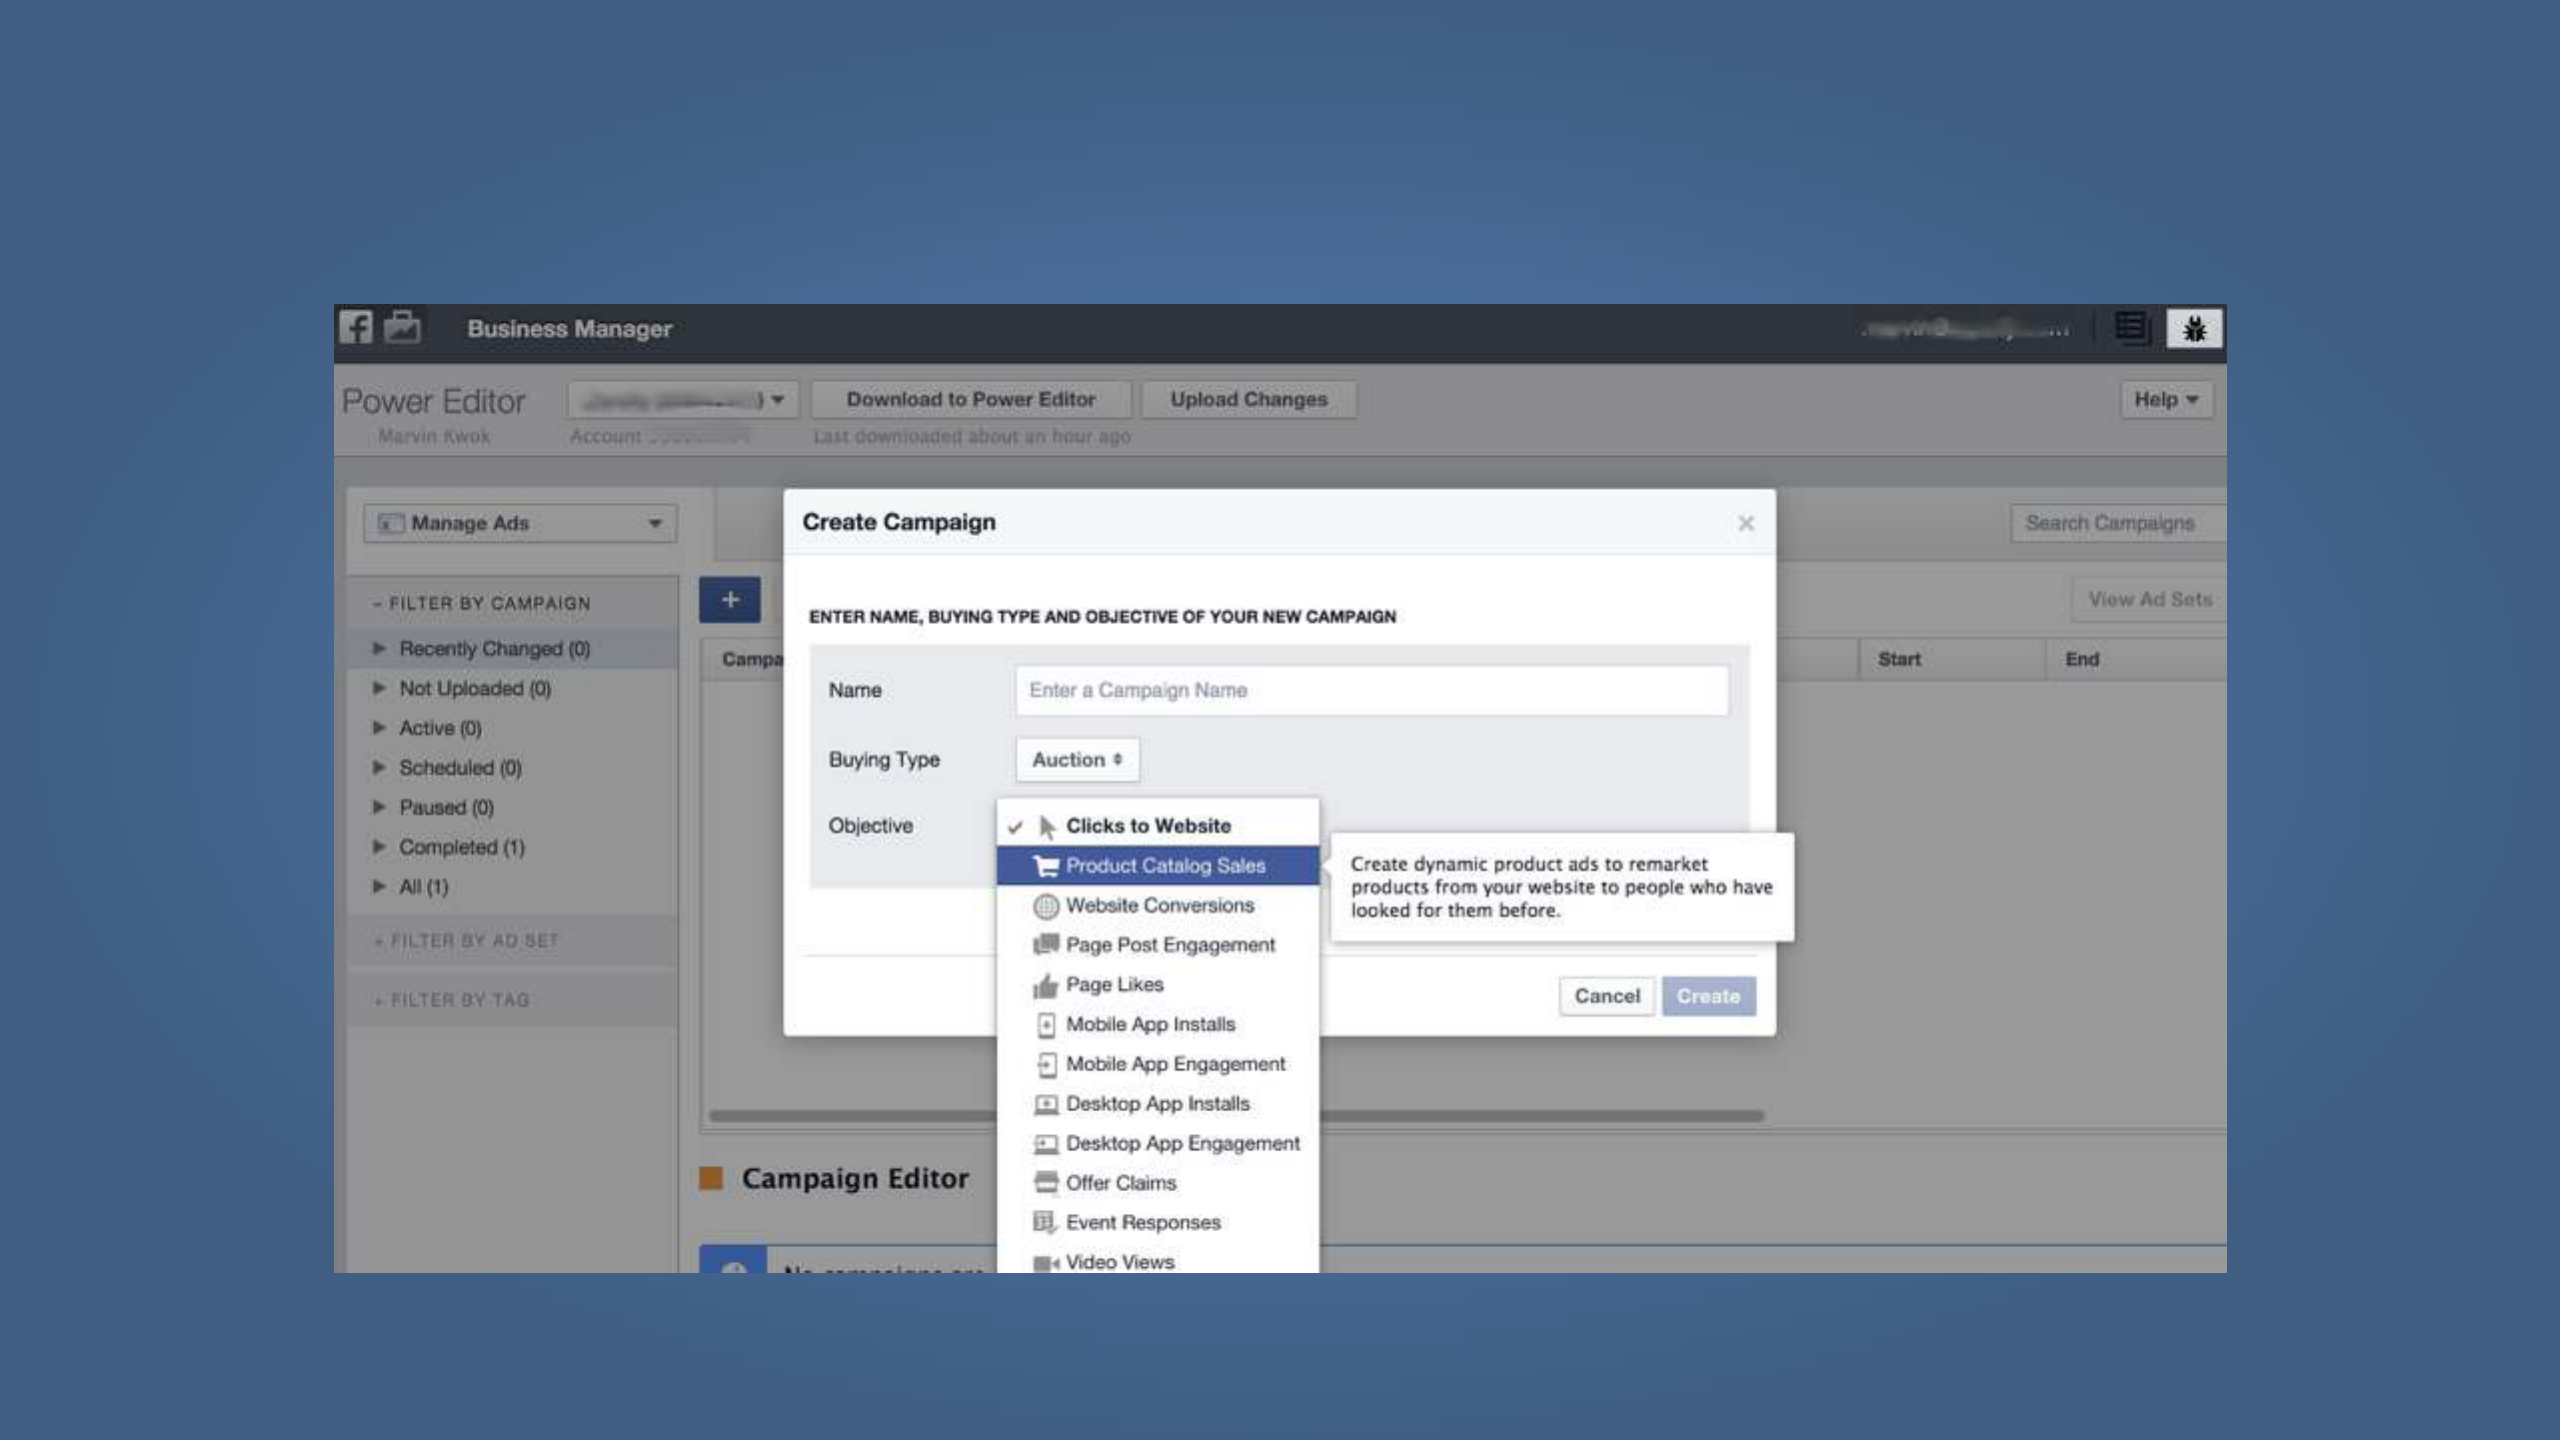 Business Manager
Power Editor
Download to Power Editor
Upload Changes
Help
Marvin Kwok
Account
Last downloaded about an hour ago
Manage Ads
Create Campaign
Search Campaigns
– FILTER BY CAMPAIGN
Recently Changed (0)
Not Uploaded (0)
Active (0)
Scheduled (0)
Paused (0)
Completed (1)
All (1)
+ FILTER BY AD SET
+ FILTER BY TAG
+
View Ad Sets
Campa
Start
End
ENTER NAME, BUYING TYPE AND OBJECTIVE OF YOUR NEW CAMPAIGN
Name
Enter a Campaign Name
Buying Type
Auction
Objective
Clicks to Website
Product Catalog Sales
Website Conversions
Page Post Engagement
Page Likes
Mobile App Installs
Mobile App Engagement
Desktop App Installs
Desktop App Engagement
Offer Claims
Event Responses
Video Views
Create dynamic product ads to remarket
products from your website to people who have
looked for them before.
Cancel
Create
Campaign Editor